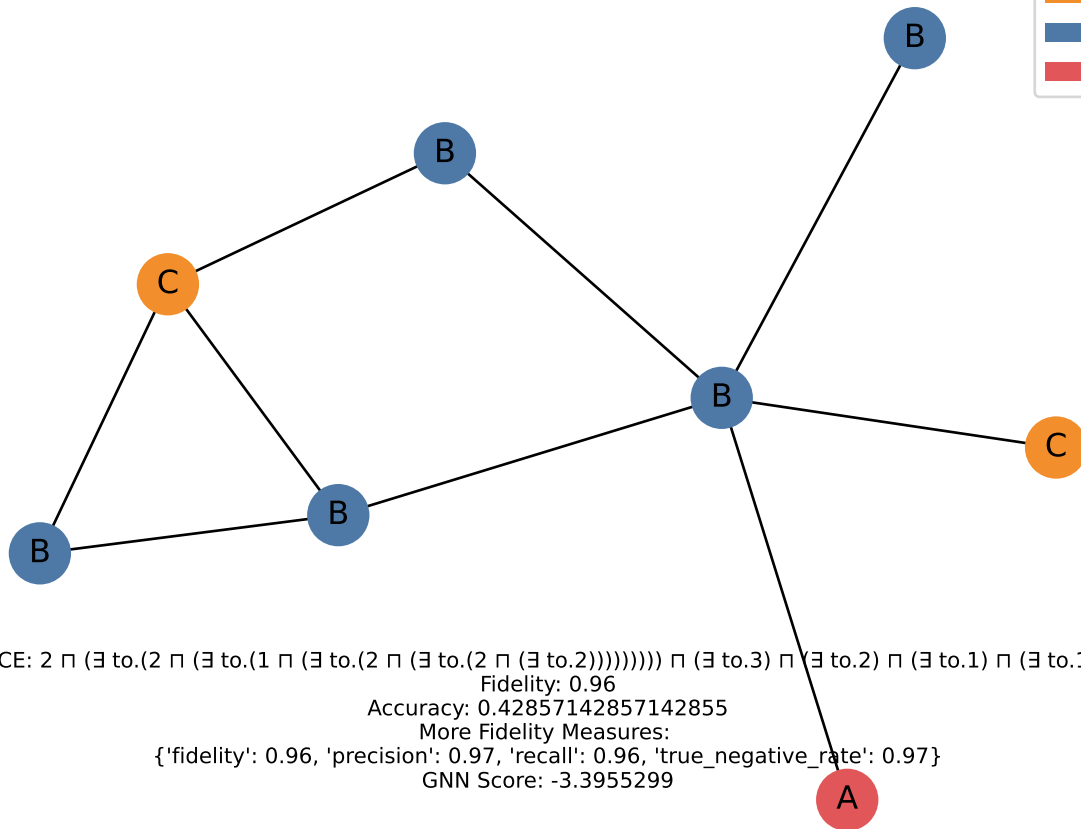 B
B
C
B
C
B
B
CE: 2 ⊓ (∃ to.(2 ⊓ (∃ to.(1 ⊓ (∃ to.(2 ⊓ (∃ to.(2 ⊓ (∃ to.2))))))))) ⊓ (∃ to.3) ⊓ (∃ to.2) ⊓ (∃ to.1) ⊓ (∃ to.1
Fidelity: 0.96
Accuracy: 0.42857142857142855
More Fidelity Measures:
{'fidelity': 0.96, 'precision': 0.97, 'recall': 0.96, 'true_negative_rate': 0.97}
GNN Score: -3.3955299
A